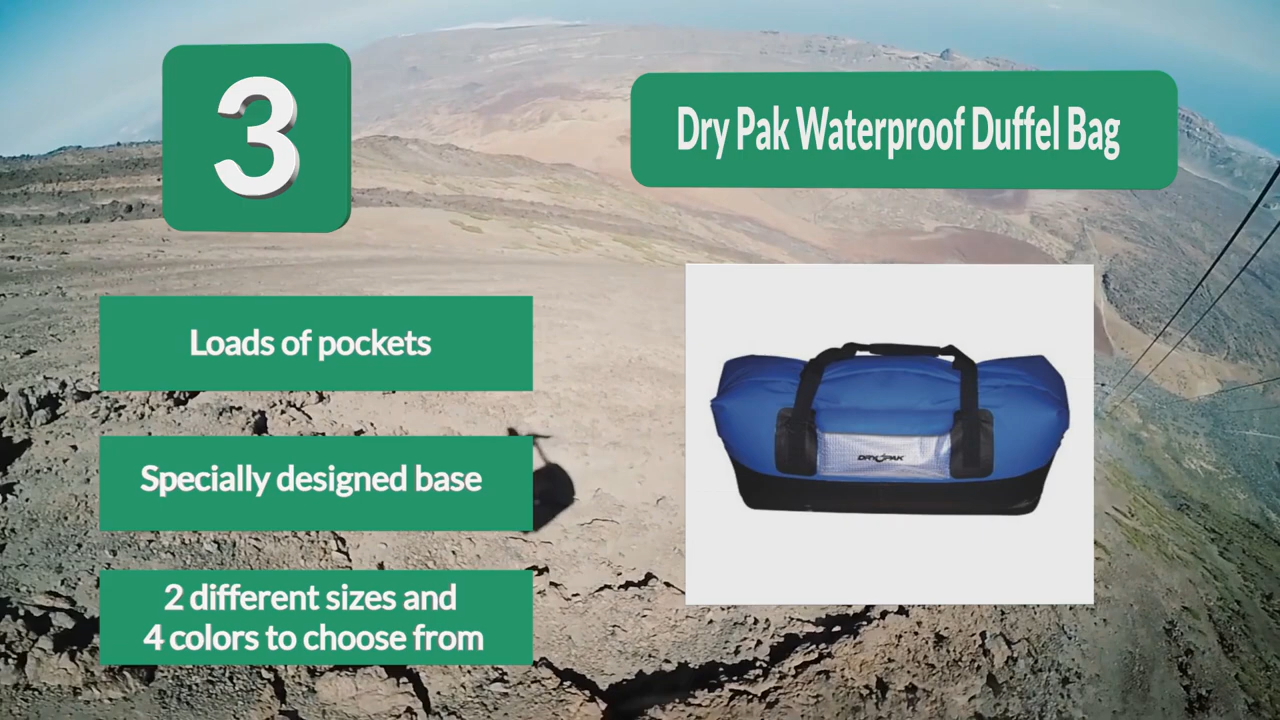 3
Dry Pak Waterproof Duffel Bag
Loads of pockets
Specially designed base
2 different sizes and
4 colors to choose from
DRY PAK